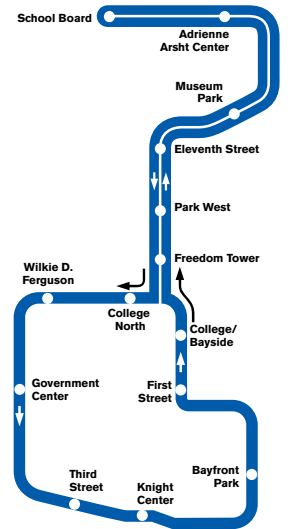 School Board
Adrienne
Arsht Center
Museum
Park
Eleventh Street
Park West
Freedom Tower
Wilkie D.
Ferguson
College
North
College/
Bayside
Government
Center
First
Street
Third
Street
Knight
Center
Bayfront
Park